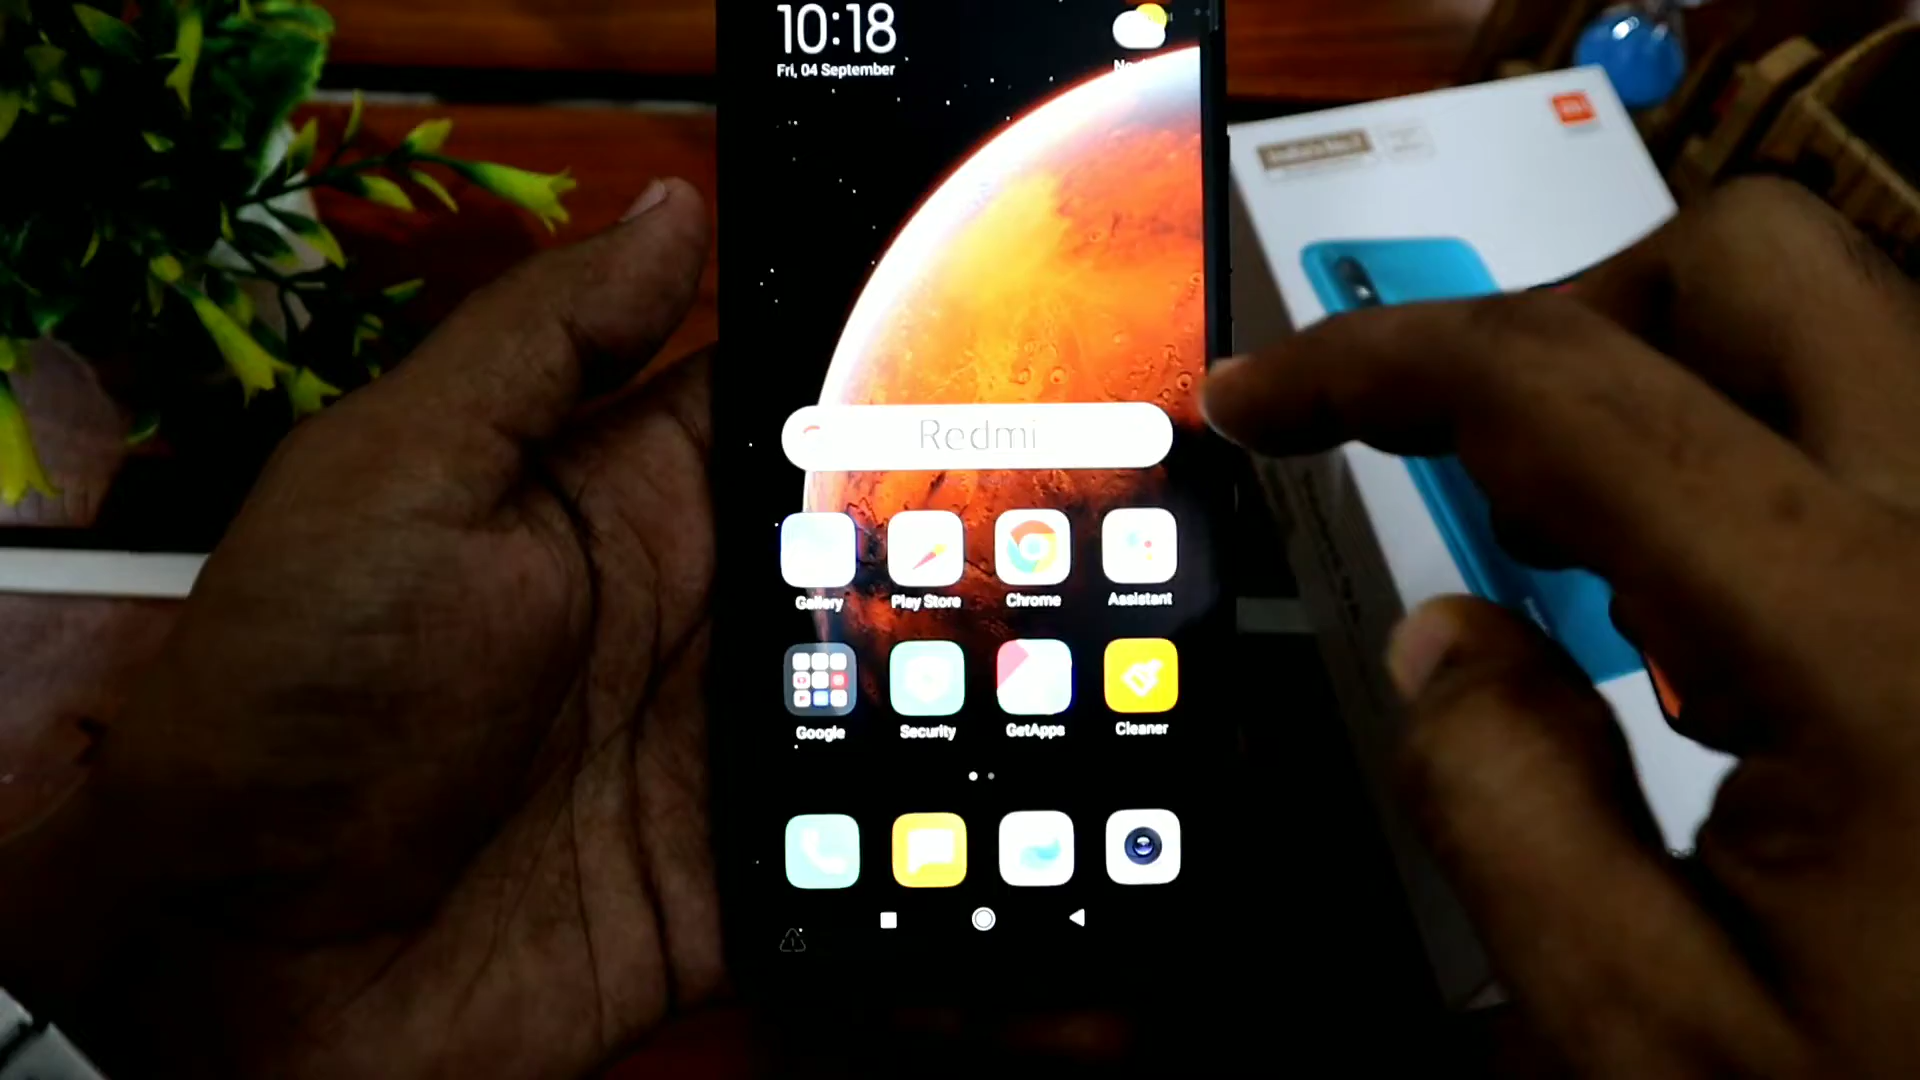 10:18
Fri, 04 September
Redmi
Gallery
Play Store
Chrome
Assistant
Google
Security
GetApps
Cleaner